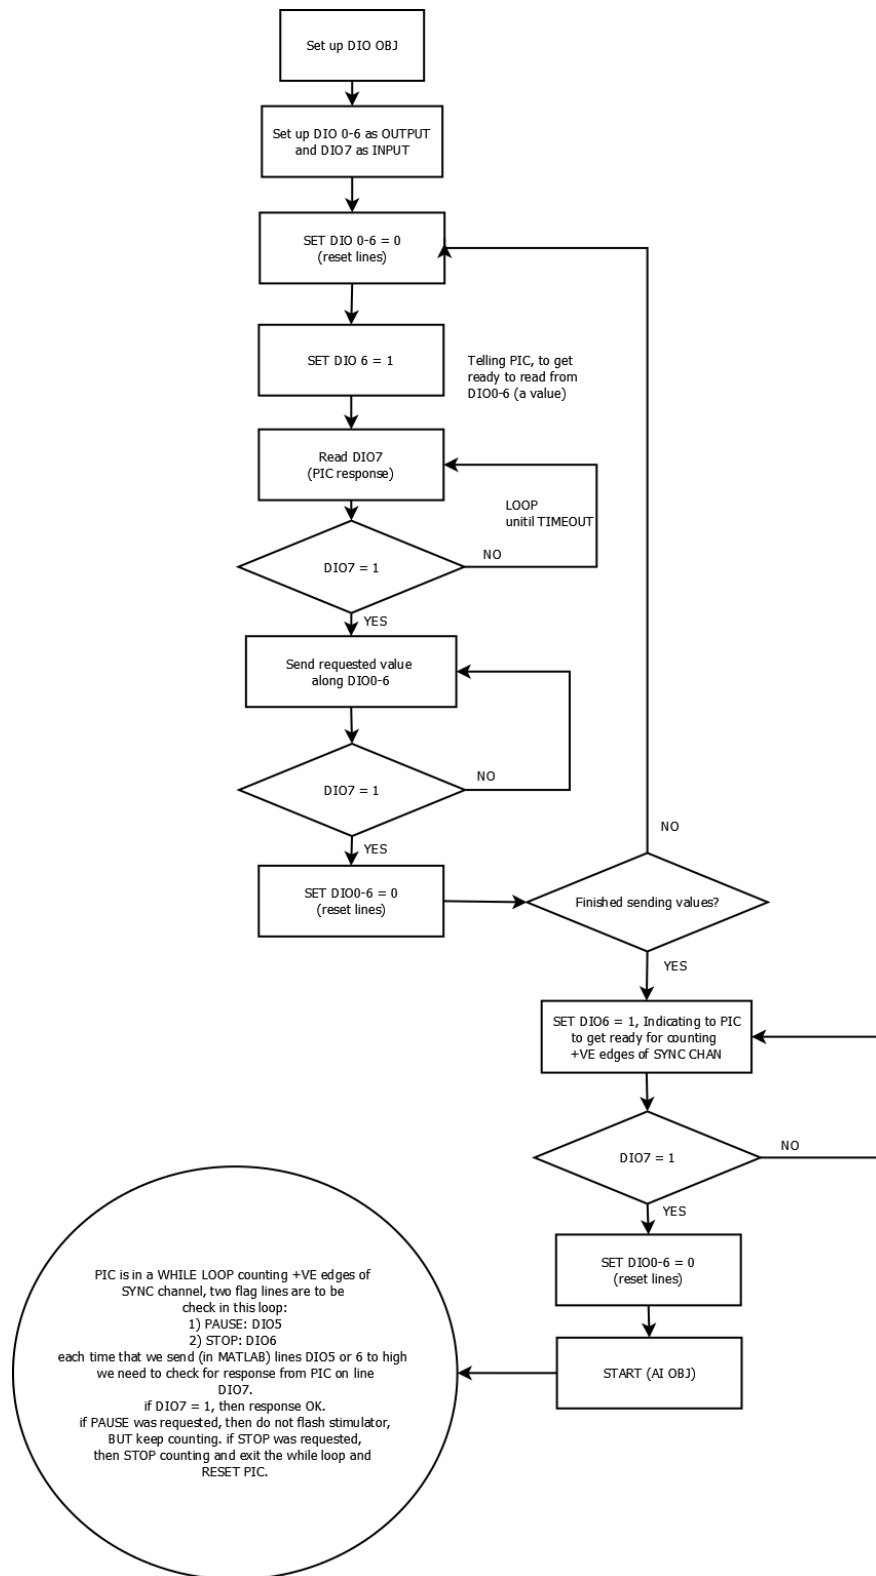 Set up DIO OBJ
Set up DIO 0-6 as OUTPUT
and DIO7 as INPUT
SET DIO 0-6 = 0
(reset lines)
SET DIO 6 = 1
Telling PIC, to get
ready to read from
DIO0-6 (a value)
Read DIO7
(PIC response)
LOOP
unitil TIMEOUT
DIO7 = 1
NO
YES
Send requested value
along DIO0-6
DIO7 = 1
NO
YES
SET DIO0-6 = 0
(reset lines)
Finished sending values?
NO
YES
SET DIO6 = 1, Indicating to PIC
to get ready for counting
+VE edges of SYNC CHAN
DIO7 = 1
NO
YES
SET DIO0-6 = 0
(reset lines)
START (AI OBJ)
PIC is in a WHILE LOOP counting +VE edges of
SYNC channel, two flag lines are to be
check in this loop:
1) PAUSE: DIO5
2) STOP: DIO6
each time that we send (in MATLAB) lines DIO5 or 6 to high
we need to check for response from PIC on line
DIO7.
if DIO7 = 1, then response OK.
if PAUSE was requested, then do not flash stimulator,
BUT keep counting. if STOP was requested,
then STOP counting and exit the while loop and
RESET PIC.